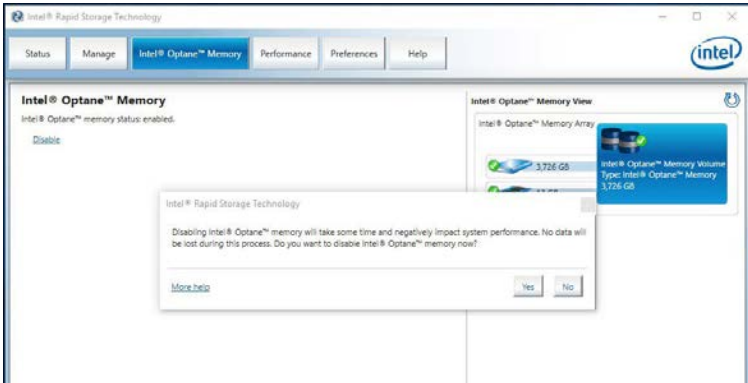 Intel® Rapid Storage Technology
Status
Manage
Intel® Optane™ Memory
Performance
Preferences
Help
intel
Intel® Optane™ Memory
Intel® Optane™ memory status: enabled.
Disable
Intel® Optane™ Memory View
Intel® Optane™ Memory Array
3,726 GB
Intel® Optane™ Memory Volume
Type: Intel® Optane™ Memory
3,726 GB
Intel® Rapid Storage Technology
Disabling Intel® Optane™ memory will take some time and negatively impact system performance. No data will
be lost during this process. Do you want to disable Intel® Optane™ memory now?
More help
Yes
No